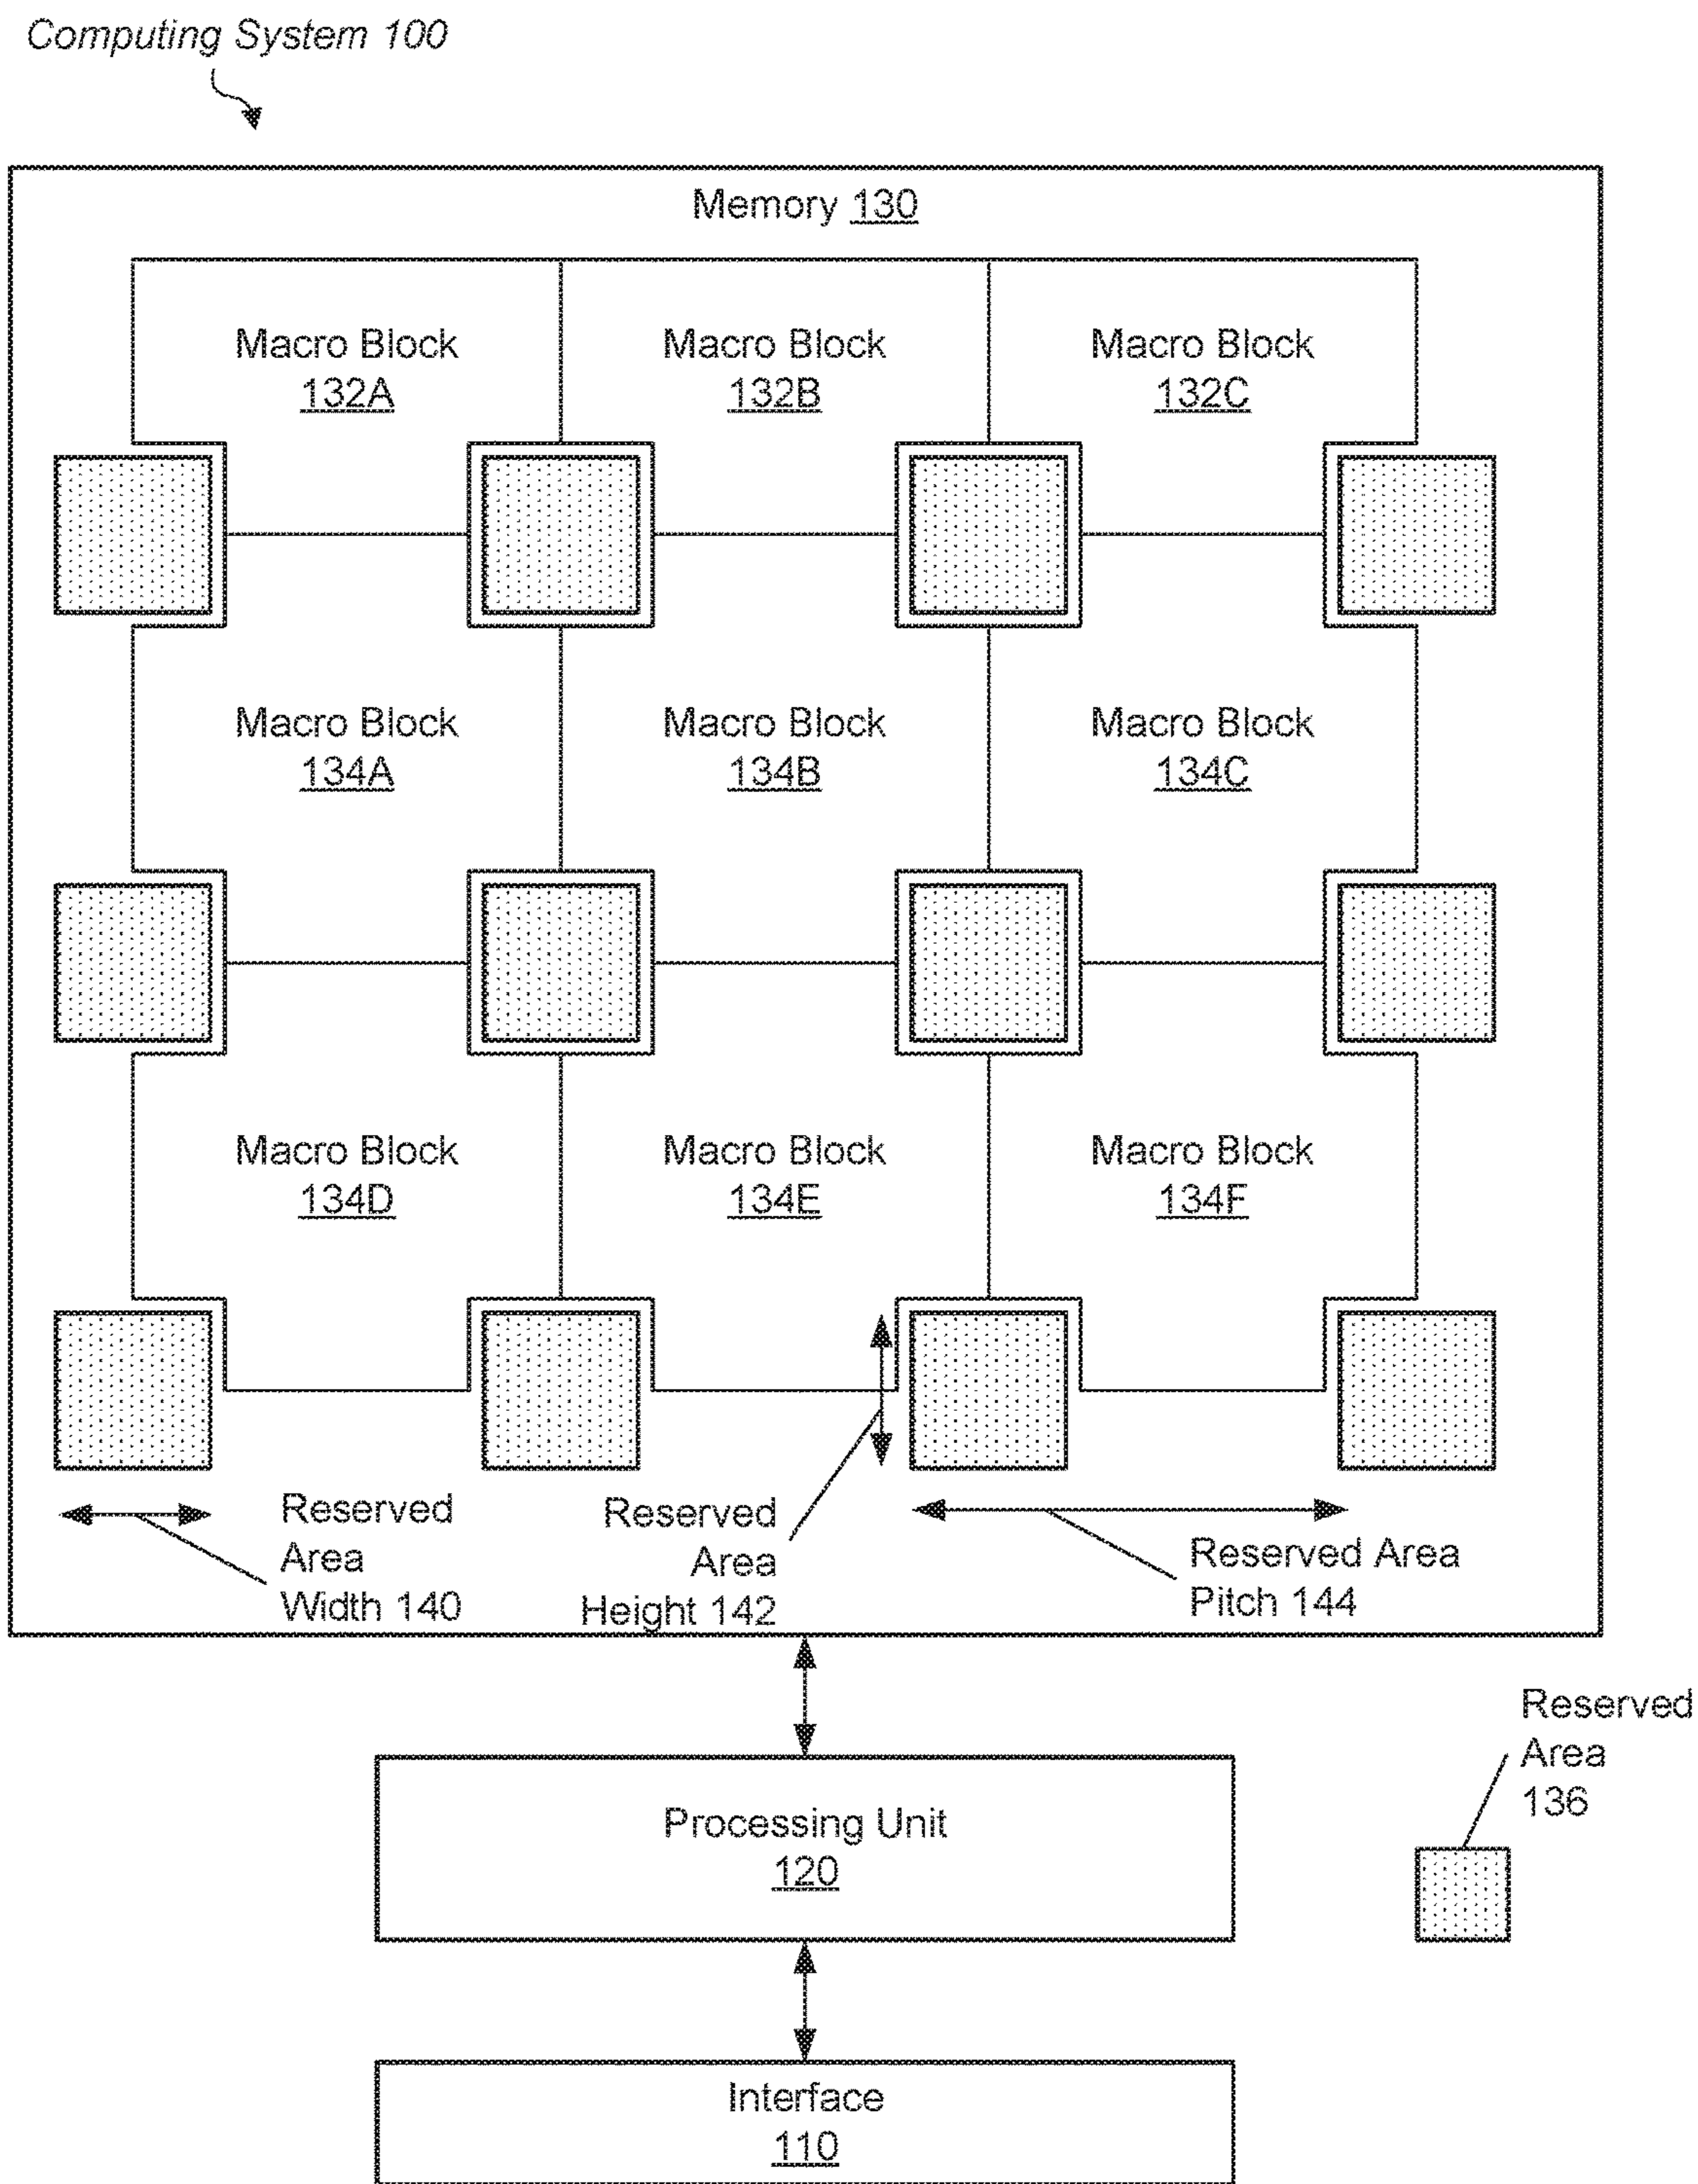 Computing System 100
Memory 130
Macro Block
132A
Macro Block
132B
Macro Block
132C
Macro Block
134A
Macro Block
134B
Macro Block
134C
Macro Block
134D
Macro Block
134E
Macro Block
134F
Reserved
Area
Width 140
Reserved
Area
Height 142
Reserved Area
Pitch 144
Reserved
Area
136
Processing Unit
120
Interface
110